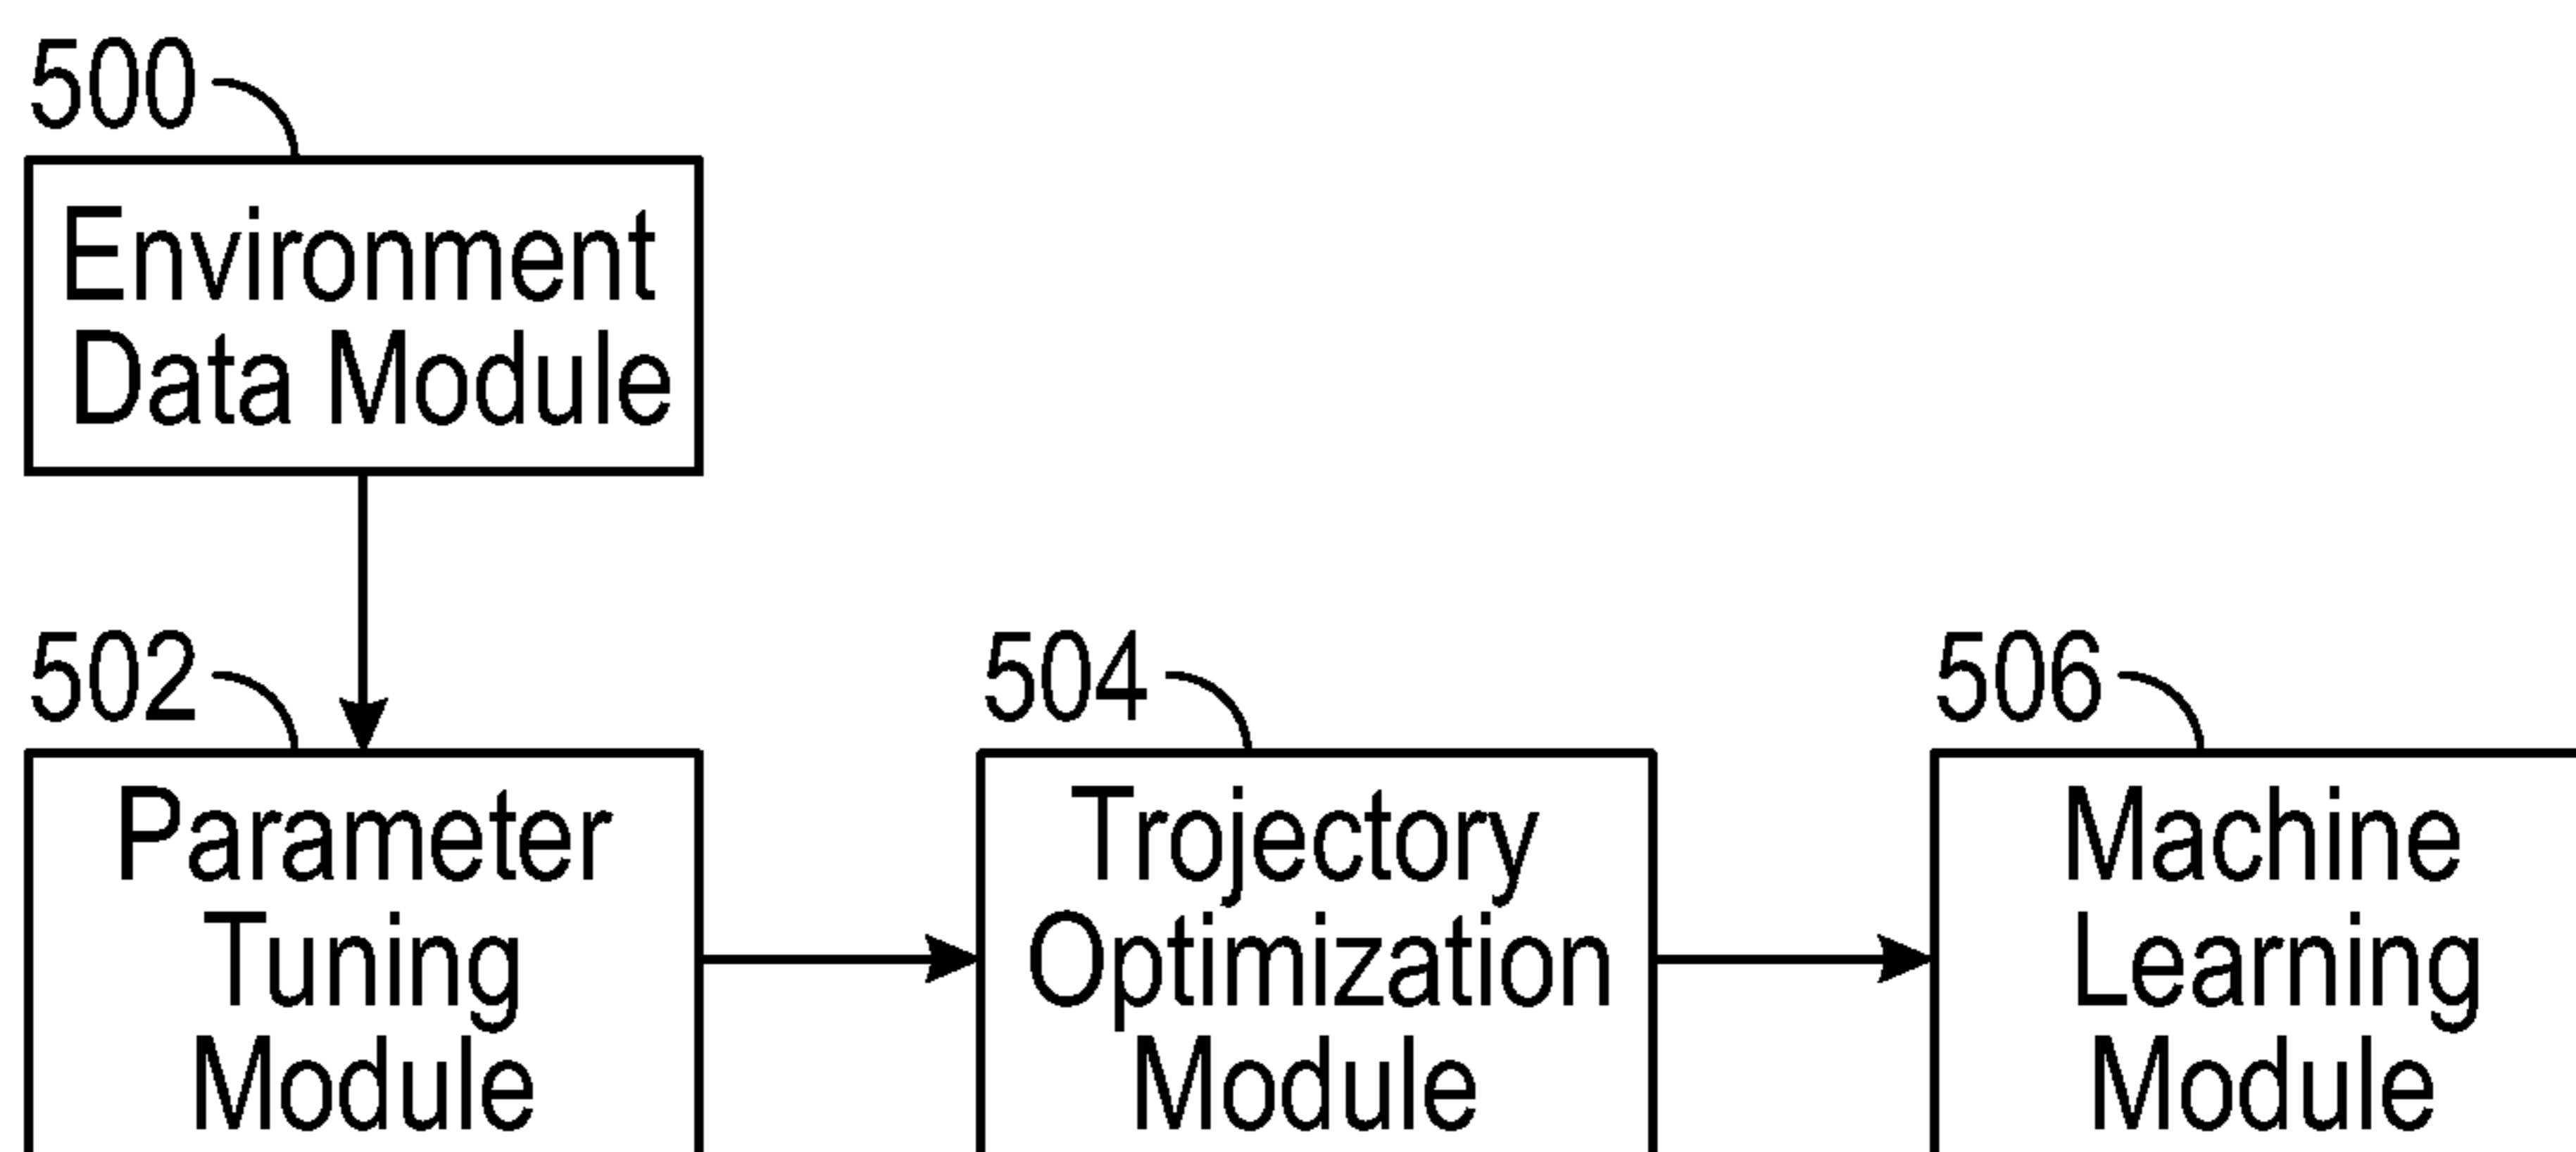 500
Environment
Data Module
502
Parameter
Tuning
Module
504
Trojectory
Optimization
Module
506
Machine
Learning
Module